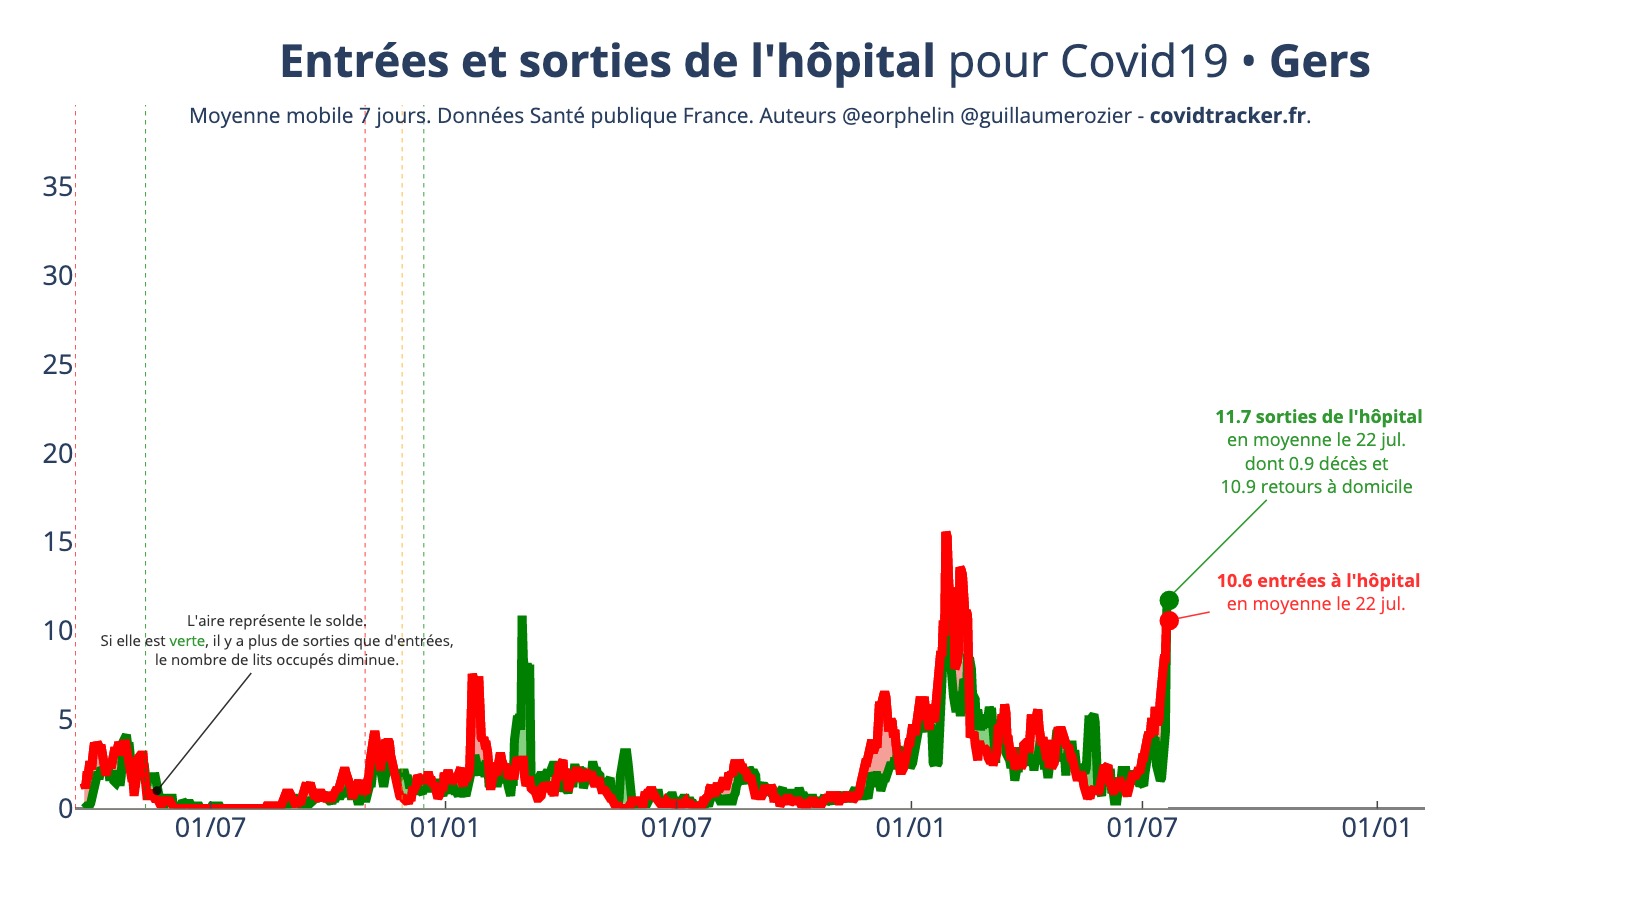 Entrées et sorties de l'hôpital pour Covid19 • Gers
Moyenne mobile 7 jours. Données Santé publique France. Auteurs @eorphelin @guillaumerozier - covidtracker.fr.
35
30
25
20
15
10
5
0
11.7 sorties de l'hôpital
en moyenne le 22 jul.
dont 0.9 décès et
10.9 retours à domicile
10.6 entrées à l'hôpital
en moyenne le 22 jul.
L'aire représente le solde.
Si elle est verte, il y a plus de sorties que d'entrées,
le nombre de lits occupés diminue.
01/07
01/01
01/07
01/01
01/07
01/01